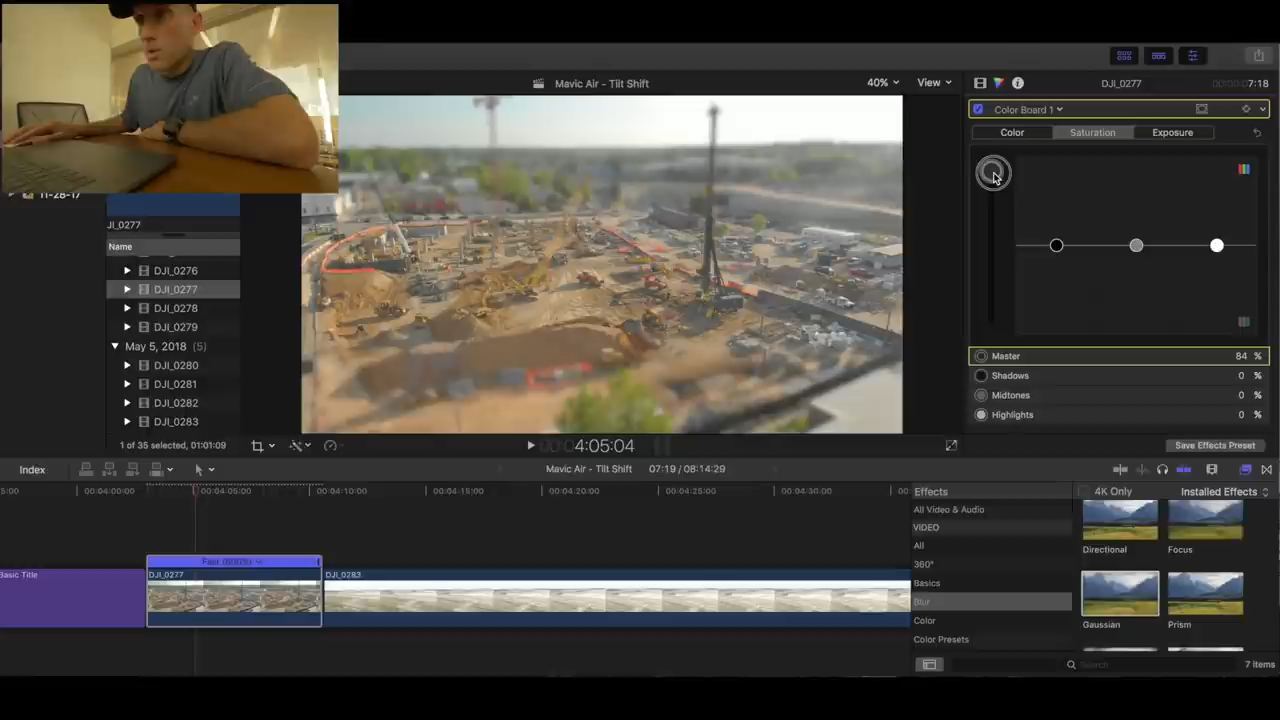 Mavic Air - Tilt Shift
40%
View
DJI_0277
7:18
Color Board 1
Color
Saturation
Exposure
11-28-17
JI_0277
Name
DJI_0276
DJI_0277
DJI_0278
DJI_0279
May 5, 2018 (5)
DJI_0280
DJI_0281
DJI_0282
DJI_0283
Master 84 %
Shadows 0 %
Midtones 0 %
Highlights 0 %
1 of 35 selected, 01:01:09
4:05:04
Save Effects Preset
Index
Mavic Air - Tilt Shift
07:19 / 08:14:29
5:00
00:04:00:00
00:04:05:00
00:04:10:00
00:04:15:00
00:04:20:00
00:04:25:00
00:04:30:00
00:
Effects
4K Only
Installed Effects
All Video & Audio
VIDEO
All
360°
Basics
Blur
Color
Color Presets
Directional
Focus
Gaussian
Prism
Basic Title
DJI_0277
DJI_0283
Search
7 items